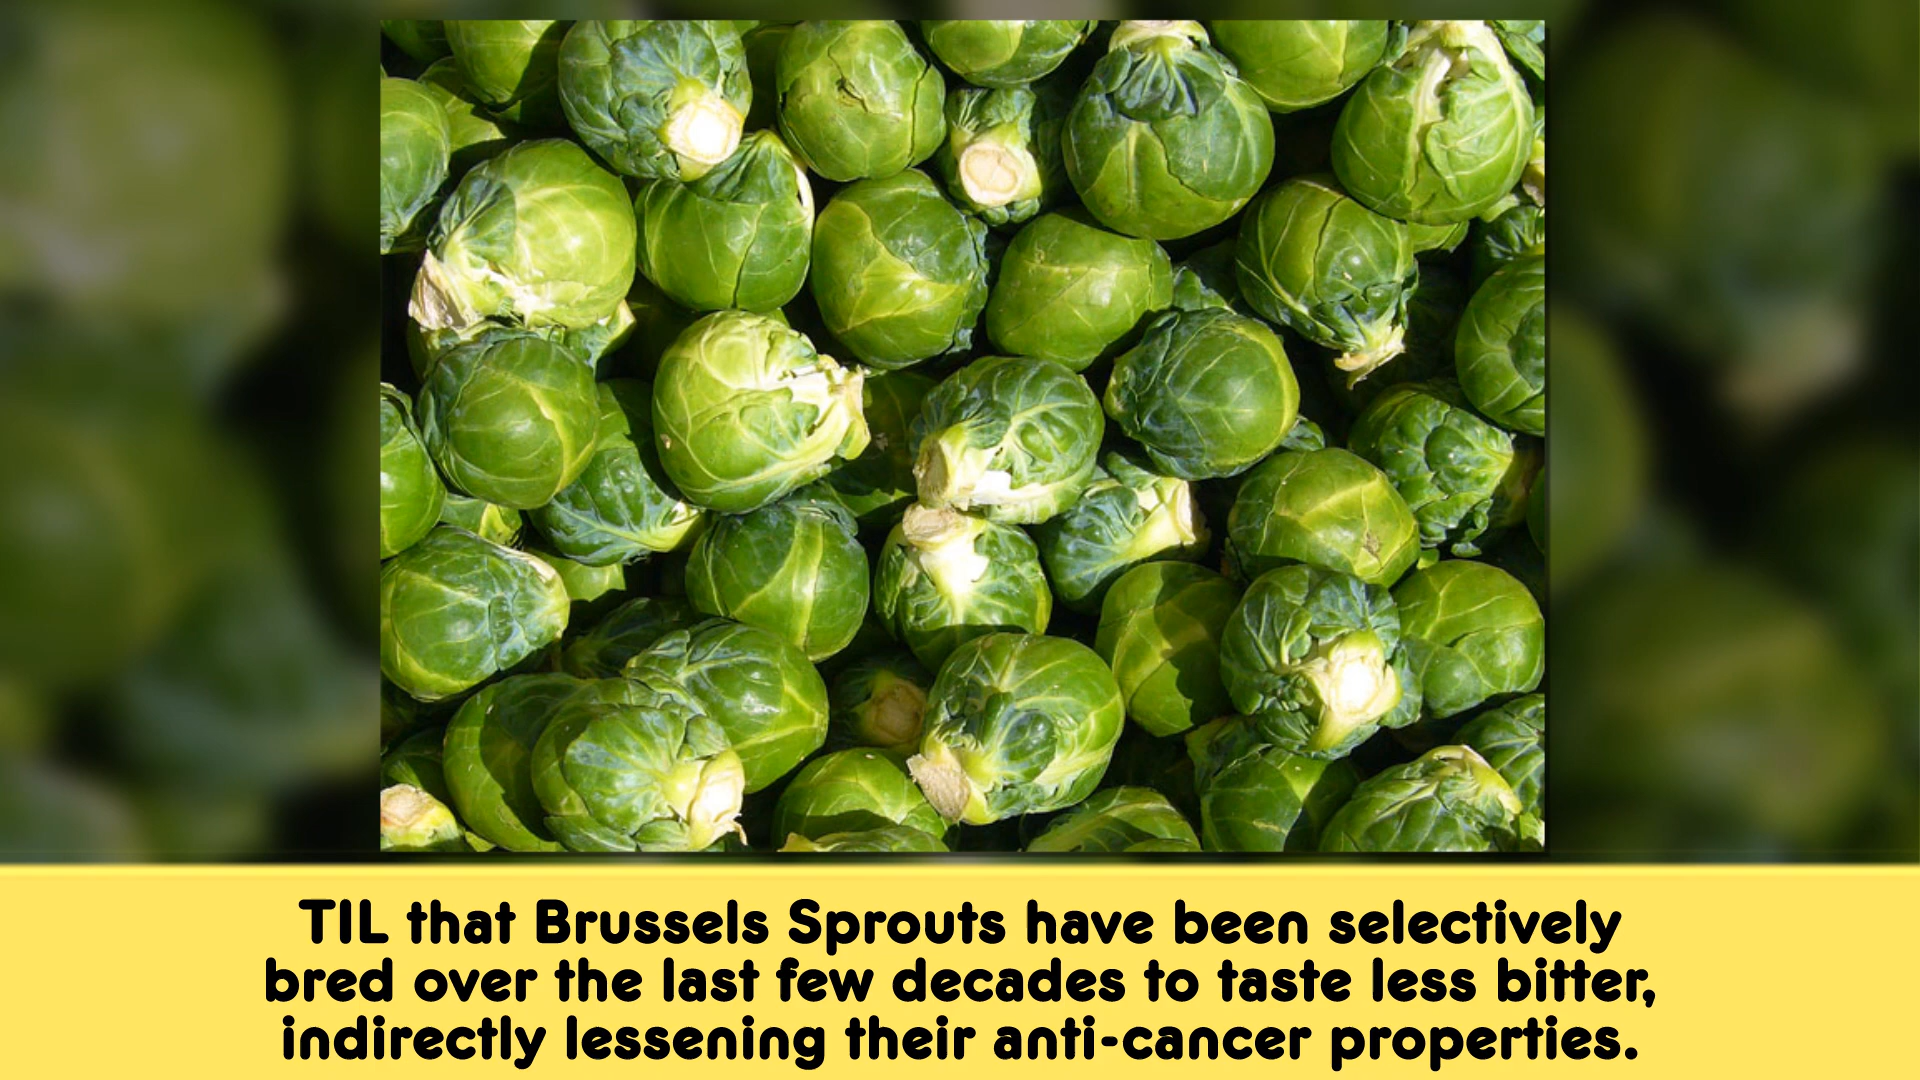 TIL that Brussels Sprouts have been selectively
bred over the last few decades to taste less bitter,
indirectly lessening their anti-cancer properties.